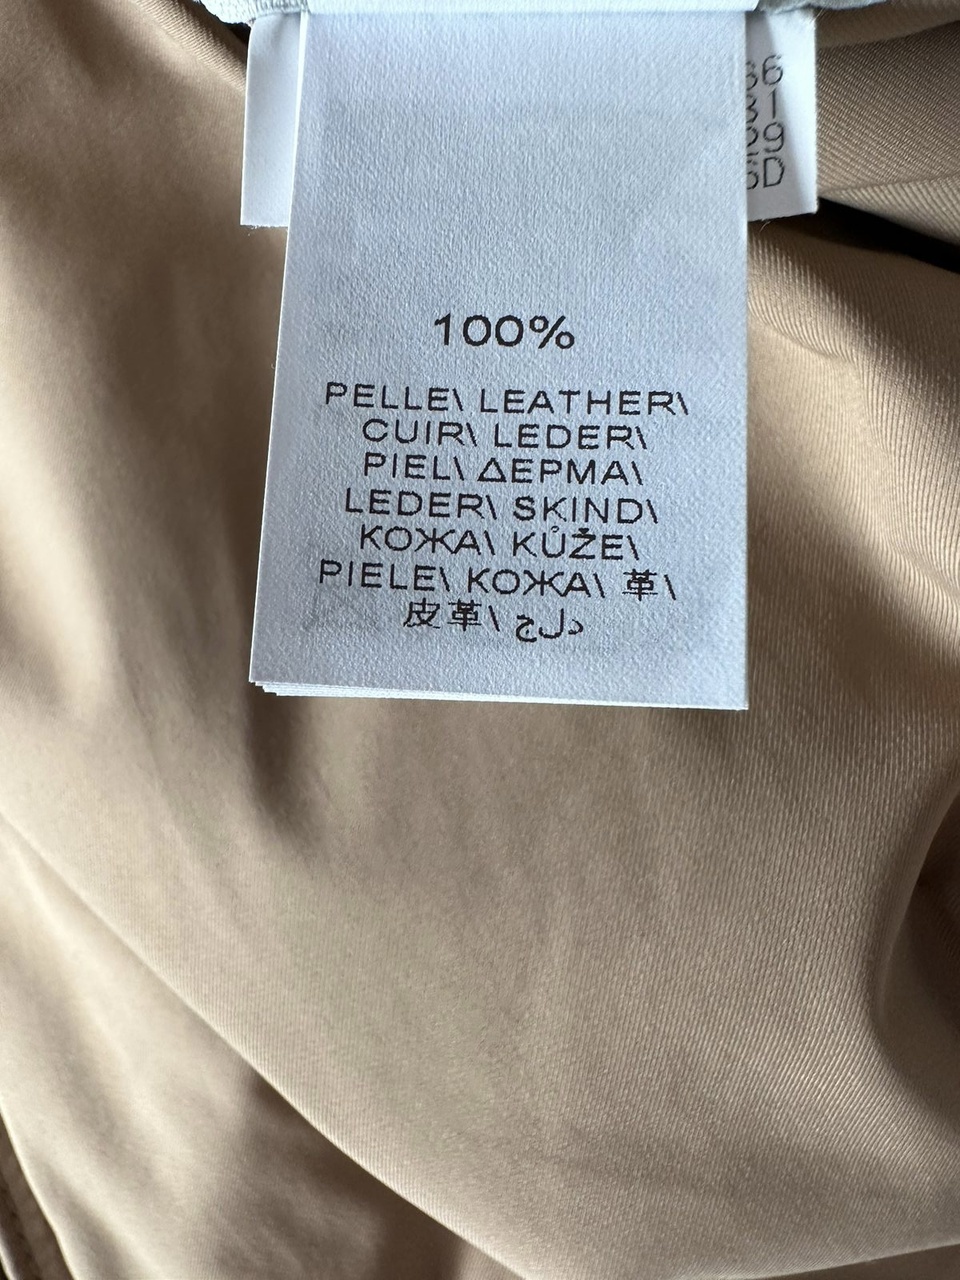 100%
PELLE\ LEATHER\
CUIR\ LEDER\
PIEL\ ΔΕΡΜΑ\
LEDER\ SKIND\
КОЖА\ KŮŽE\
PIELE\ КОЖА\ 革\
皮革\ جلد